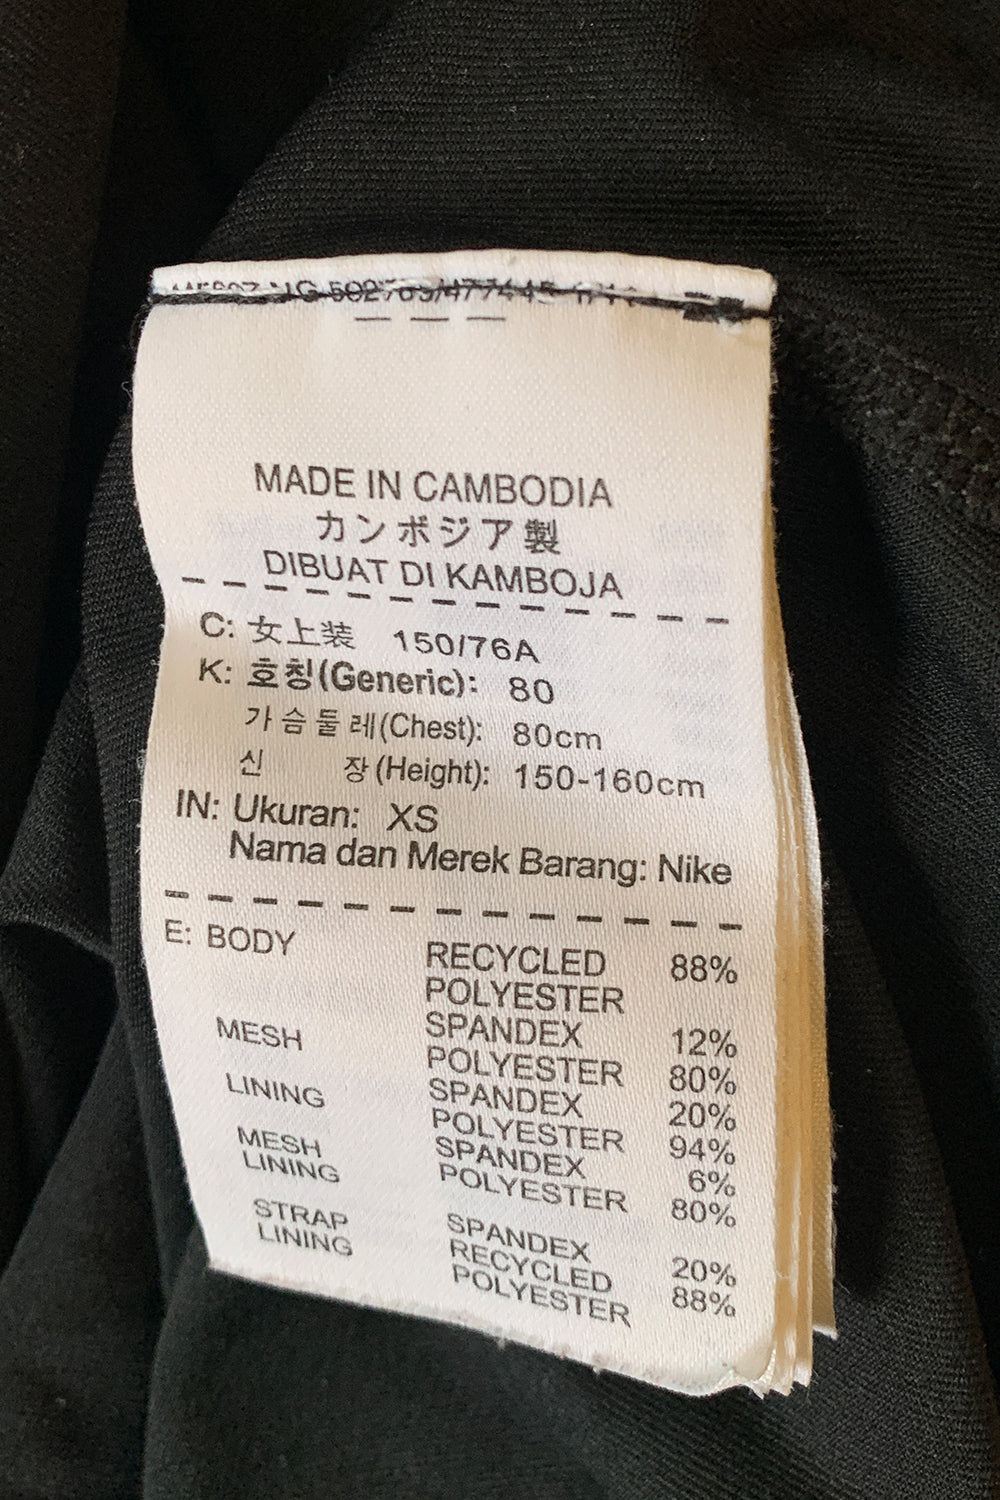 MADE IN CAMBODIA
カンボジア製
DIBUAT DI KAMBOJA
C: 女上装 150/76A
K: 호칭(Generic): 80
가슴둘레(Chest): 80cm
신 장(Height): 150-160cm
IN: Ukuran: XS
Nama dan Merek Barang: Nike
E: BODY RECYCLED 88%
POLYESTER
SPANDEX 12%
MESH POLYESTER 80%
SPANDEX 20%
LINING POLYESTER 94%
SPANDEX 6%
MESH POLYESTER 80%
LINING
SPANDEX 20%
STRAP RECYCLED 88%
LINING POLYESTER